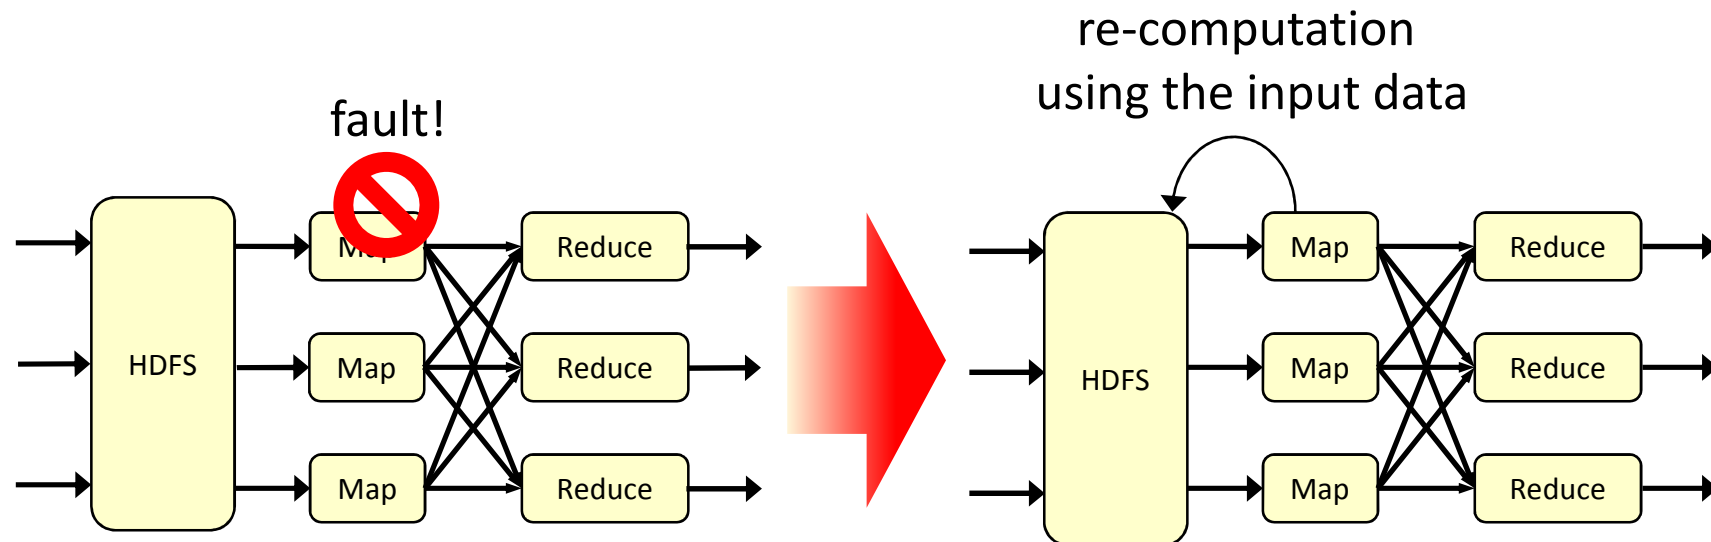 re-computation
using the input data
fault!
HDFS
Map
Reduce
Map
Reduce
Map
Reduce
HDFS
Map
Reduce
Map
Reduce
Map
Reduce